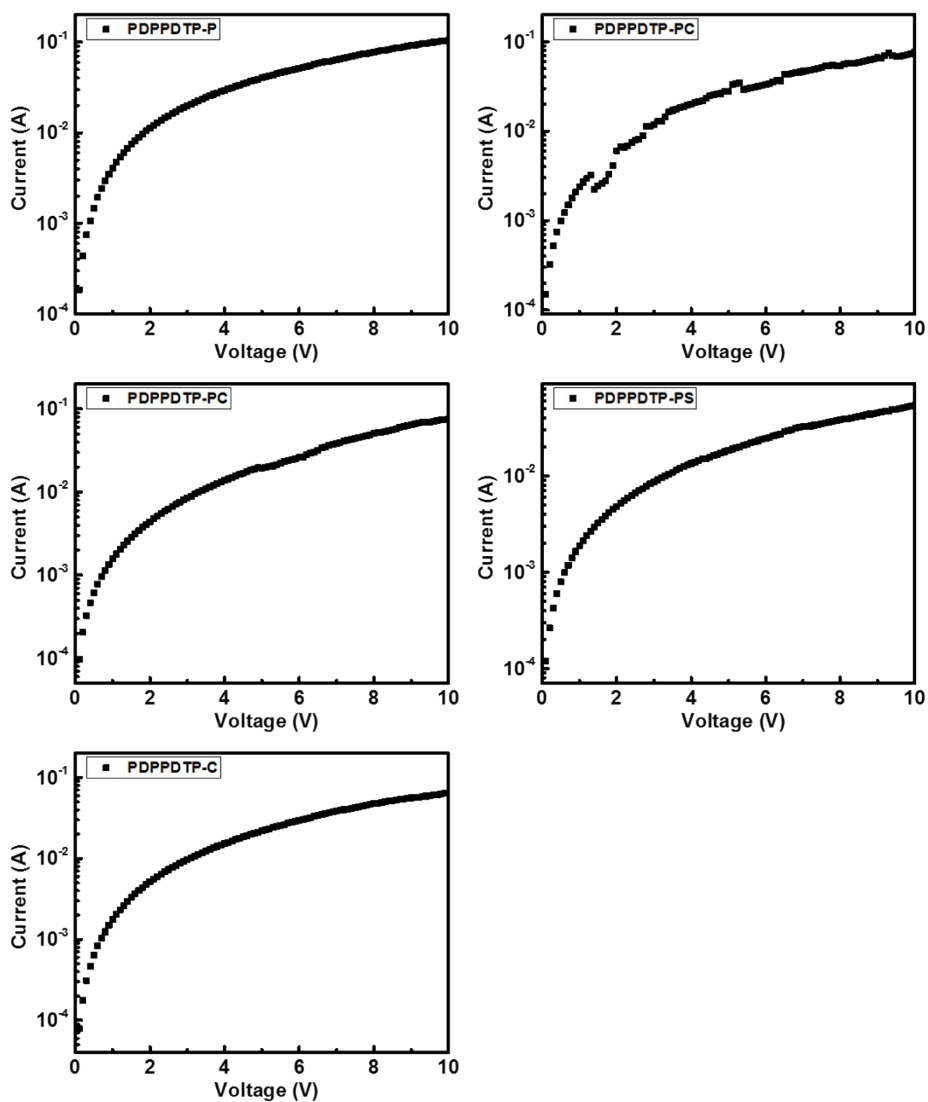 PDPPDTP-P
Current (A)
10⁻¹
10⁻²
10⁻³
10⁻⁴
0 2 4 6 8 10
Voltage (V)
PDPPDTP-PC
Current (A)
10⁻¹
10⁻²
10⁻³
10⁻⁴
0 2 4 6 8 10
Voltage (V)
PDPPDTP-PC
Current (A)
10⁻¹
10⁻²
10⁻³
10⁻⁴
0 2 4 6 8 10
Voltage (V)
PDPPDTP-PS
Current (A)
10⁻²
10⁻³
10⁻⁴
0 2 4 6 8 10
Voltage (V)
PDPPDTP-C
Current (A)
10⁻¹
10⁻²
10⁻³
10⁻⁴
0 2 4 6 8 10
Voltage (V)